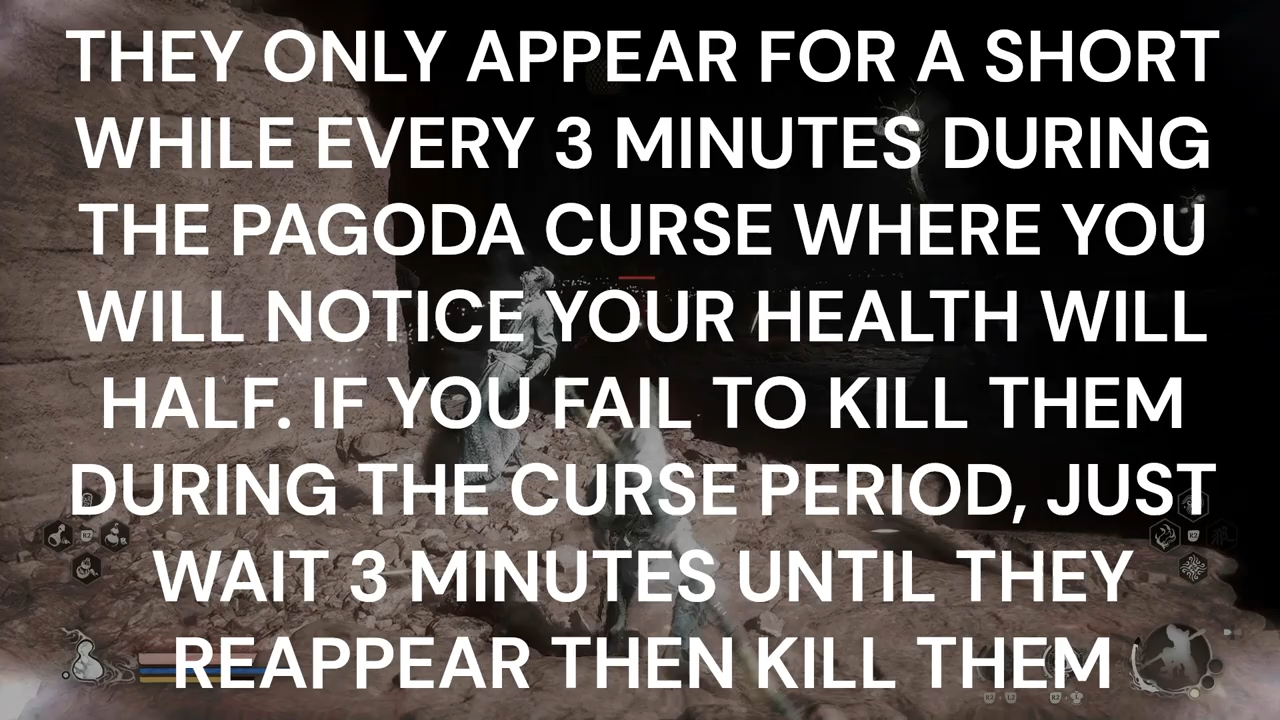 THEY ONLY APPEAR FOR A SHORT
WHILE EVERY 3 MINUTES DURING
THE PAGODA CURSE WHERE YOU
WILL NOTICE YOUR HEALTH WILL
HALF. IF YOU FAIL TO KILL THEM
DURING THE CURSE PERIOD, JUST
WAIT 3 MINUTES UNTIL THEY
REAPPEAR THEN KILL THEM